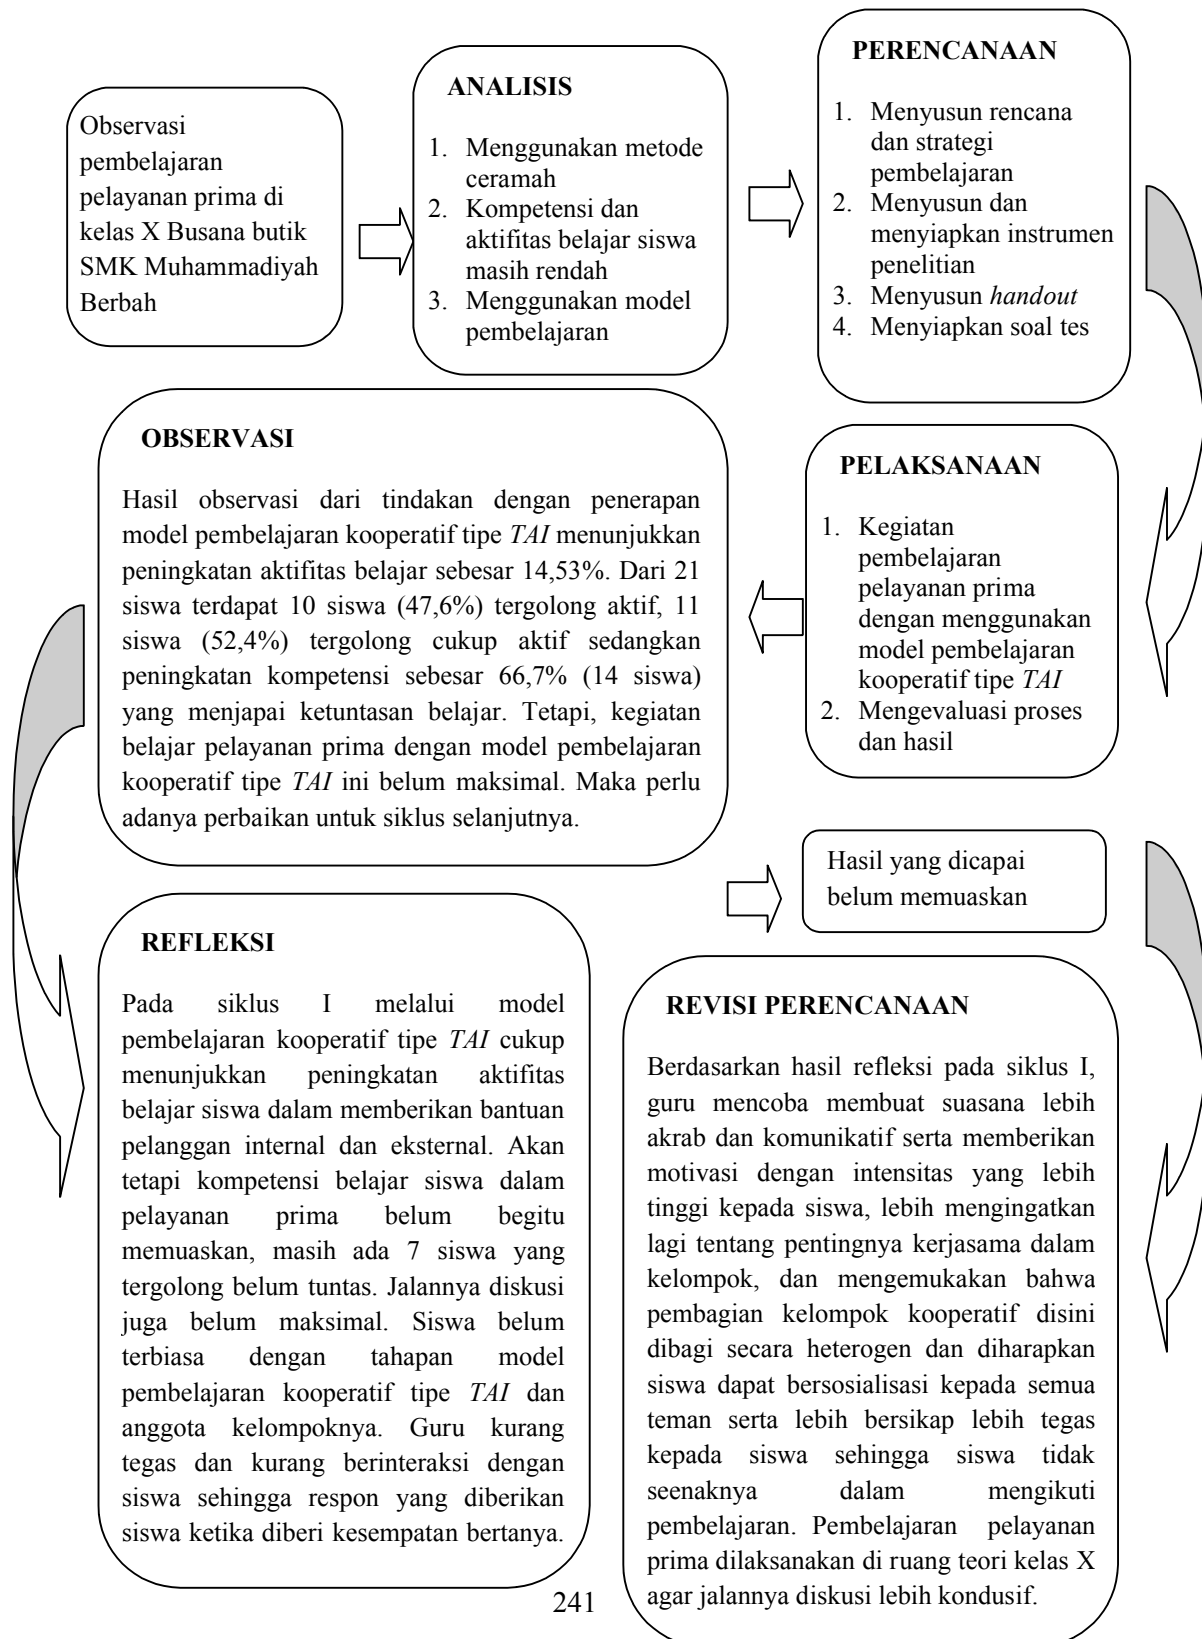 Observasi
pembelajaran
pelayanan prima di
kelas X Busana butik
SMK Muhammadiyah
Berbah
ANALISIS
1. Menggunakan metode
ceramah
2. Kompetensi dan
aktifitas belajar siswa
masih rendah
3. Menggunakan model
pembelajaran
PERENCANAAN
1. Menyusun rencana
dan strategi
pembelajaran
2. Menyusun dan
menyiapkan instrumen
penelitian
3. Menyusun handout
4. Menyiapkan soal tes
PELAKSANAAN
1. Kegiatan
pembelajaran
pelayanan prima
dengan menggunakan
model pembelajaran
kooperatif tipe TAI
2. Mengevaluasi proses
dan hasil
OBSERVASI
Hasil observasi dari tindakan dengan penerapan
model pembelajaran kooperatif tipe TAI menunjukkan
peningkatan aktifitas belajar sebesar 14,53%. Dari 21
siswa terdapat 10 siswa (47,6%) tergolong aktif, 11
siswa (52,4%) tergolong cukup aktif sedangkan
peningkatan kompetensi sebesar 66,7% (14 siswa)
yang menjapai ketuntasan belajar. Tetapi, kegiatan
belajar pelayanan prima dengan model pembelajaran
kooperatif tipe TAI ini belum maksimal. Maka perlu
adanya perbaikan untuk siklus selanjutnya.
REFLEKSI
Pada siklus I melalui model
pembelajaran kooperatif tipe TAI cukup
menunjukkan peningkatan aktifitas
belajar siswa dalam memberikan bantuan
pelanggan internal dan eksternal. Akan
tetapi kompetensi belajar siswa dalam
pelayanan prima belum begitu
memuaskan, masih ada 7 siswa yang
tergolong belum tuntas. Jalannya diskusi
juga belum maksimal. Siswa belum
terbiasa dengan tahapan model
pembelajaran kooperatif tipe TAI dan
anggota kelompoknya. Guru kurang
tegas dan kurang berinteraksi dengan
siswa sehingga respon yang diberikan
siswa ketika diberi kesempatan bertanya.
Hasil yang dicapai
belum memuaskan
REVISI PERENCANAAN
Berdasarkan hasil refleksi pada siklus I,
guru mencoba membuat suasana lebih
akrab dan komunikatif serta memberikan
motivasi dengan intensitas yang lebih
tinggi kepada siswa, lebih mengingatkan
lagi tentang pentingnya kerjasama dalam
kelompok, dan mengemukakan bahwa
pembagian kelompok kooperatif disini
dibagi secara heterogen dan diharapkan
siswa dapat bersosialisasi kepada semua
teman serta lebih bersikap lebih tegas
kepada siswa sehingga siswa tidak
seenaknya dalam mengikuti
pembelajaran. Pembelajaran pelayanan
prima dilaksanakan di ruang teori kelas X
agar jalannya diskusi lebih kondusif.
241